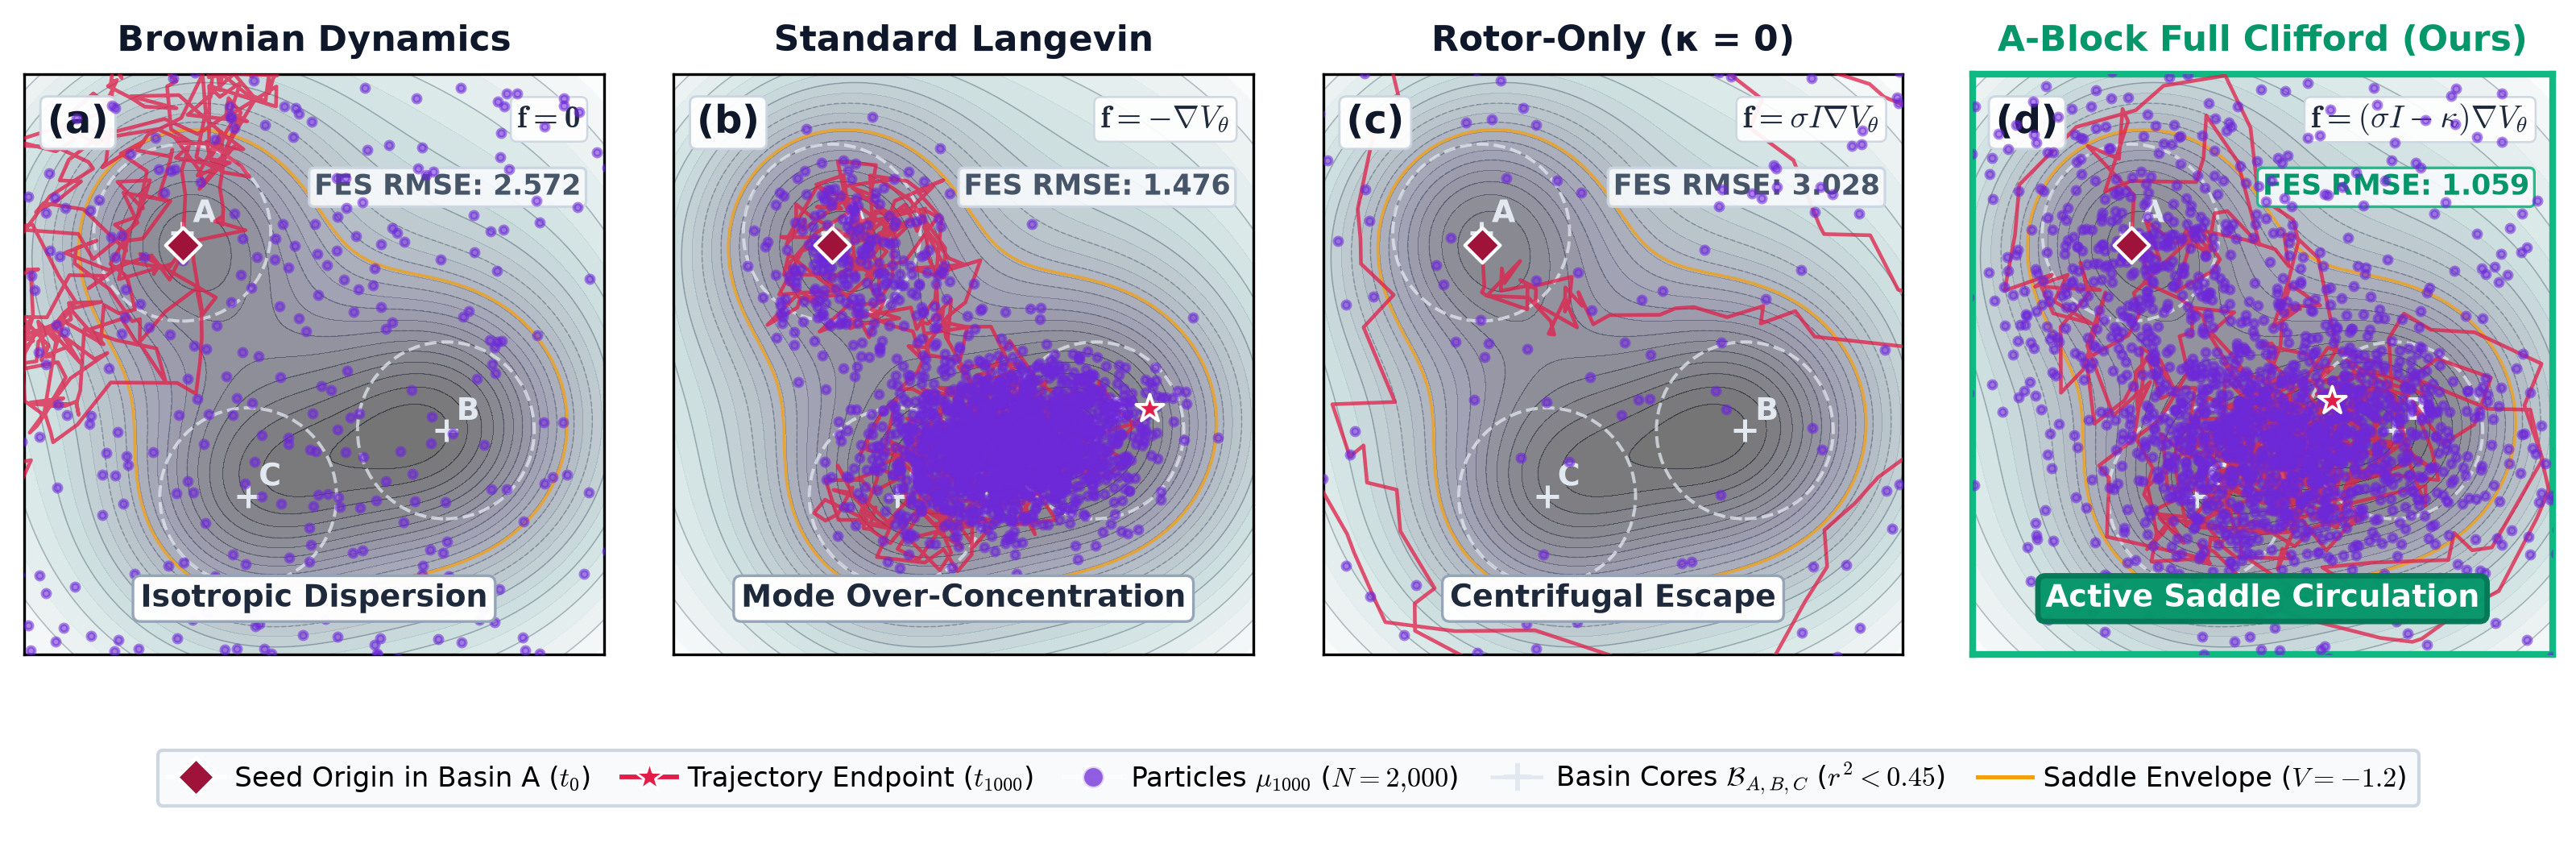 Brownian Dynamics
Standard Langevin
Rotor-Only (κ = 0)
A-Block Full Clifford (Ours)
(a)
f = 0
FES RMSE: 2.572
A
B
C
Isotropic Dispersion
(b)
f = −∇V_θ
FES RMSE: 1.476
Mode Over-Concentration
(c)
f = σI∇V_θ
FES RMSE: 3.028
A
B
C
Centrifugal Escape
(d)
f = (σI − κ)∇V_θ
FES RMSE: 1.059
A
Active Saddle Circulation
Seed Origin in Basin A (t₀)
Trajectory Endpoint (t₁₀₀₀)
Particles μ₁₀₀₀ (N = 2,000)
Basin Cores ℬ_{A,B,C} (r² < 0.45)
Saddle Envelope (V = −1.2)